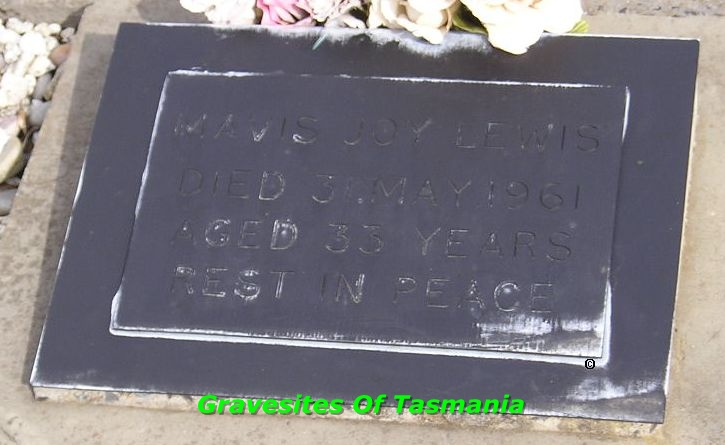 MAVIS JOY LEWIS
DIED 31 MAY 1961
AGED 33 YEARS
REST IN PEACE
©
Gravesites Of Tasmania